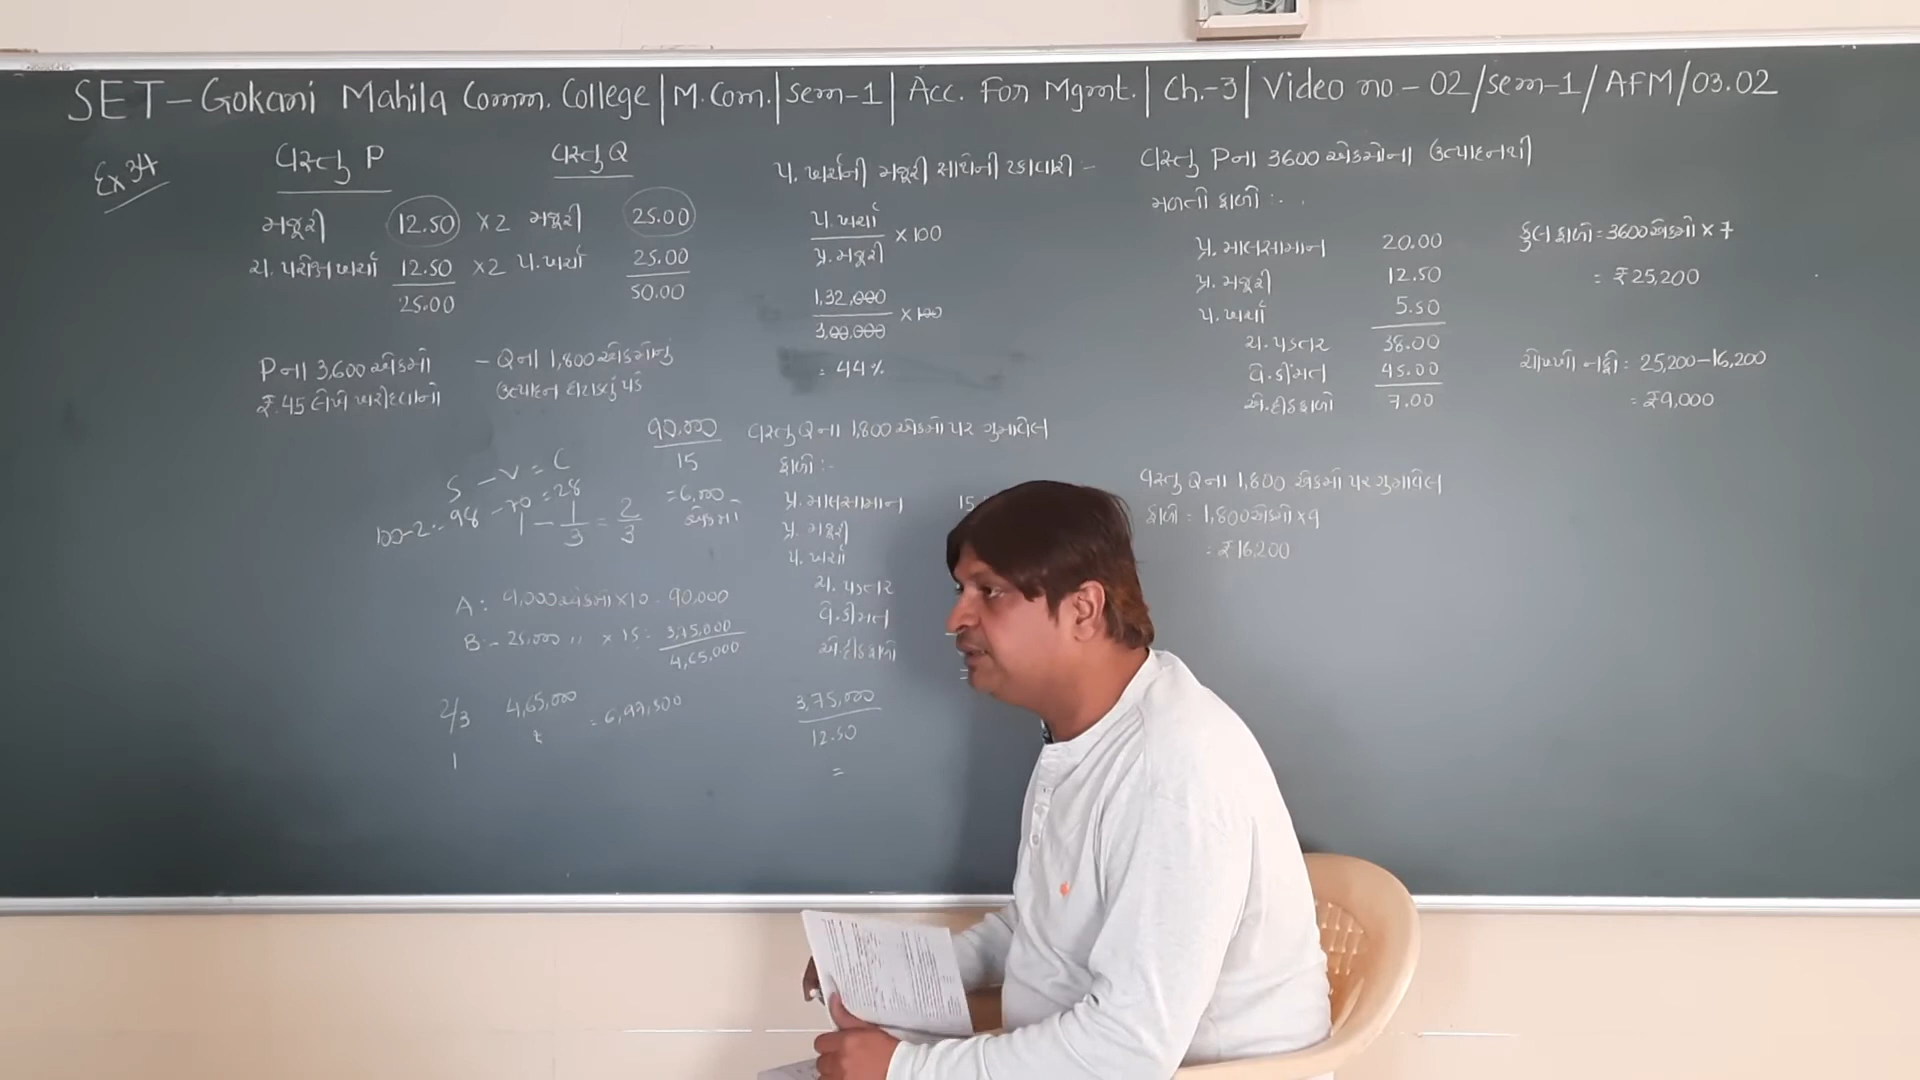 SET - Gokani Mahila Comm. College | M.Com. | Sem-1 | Acc. For Mgmt. | Ch.-3 | Video no - 02/sem-1/AFM/03.02
Ex 34
વસ્તુ P
મજૂરી 12.50 ×2
ચ. પરોક્ષ ખર્ચા 12.50 ×2
25.00
વસ્તુ Q
મજૂરી 25.00
પ. ખર્ચા 25.00
50.00
Pના 3,600 એકમો
₹.45 લેખે ખરીદવાનો
- Qના 1,800 એકમોનું
ઉત્પાદન ઘટાડવું પડે
S - V = C
100-2 98 - 70 = 28
1 - 1/3 = 2/3
90,000
15
= 6,000
એકમો
A: 9,000 એકમો × 10 90,000
B:- 25,000 ,, × 15: 3,75,000
4,65,000
2/3 4,65,000
1
= 6,97,500
પ. ખર્ચની મજૂરી સાથેની ટકાવારી :-
પ. ખર્ચા
પ્ર. મજૂરી × 100
1,32,000
3,00,000 × 100
: 44%
વસ્તુ Qના 1,800 એકમો પર ગુમાવેલ
ફાળો :-
પ્ર. માલસામાન 15
પ્ર. મજૂરી
પ. ખર્ચા
ચ. પડતર
વે. કીંમત
એ. દીઠ ફાળો
3,75,000
12.50
=
વસ્તુ Pના 3600 એકમોના ઉત્પાદનથી
મળતો ફાળો :-
પ્ર. માલસામાન 20.00
પ્ર. મજૂરી 12.50
પ. ખર્ચા 5.50
ચ. પડતર 38.00
વે. કીંમત 45.00
એ. દીઠ ફાળો 7.00
વસ્તુ Qના 1,800 એકમો પર ગુમાવેલ
ફાળો : 1,800 એકમો × 9
: ₹16,200
કુલ ફાળો = 3600 એકમો × 7
= ₹25,200
ચોખ્ખો નફો : 25,200 - 16,200
: ₹9,000